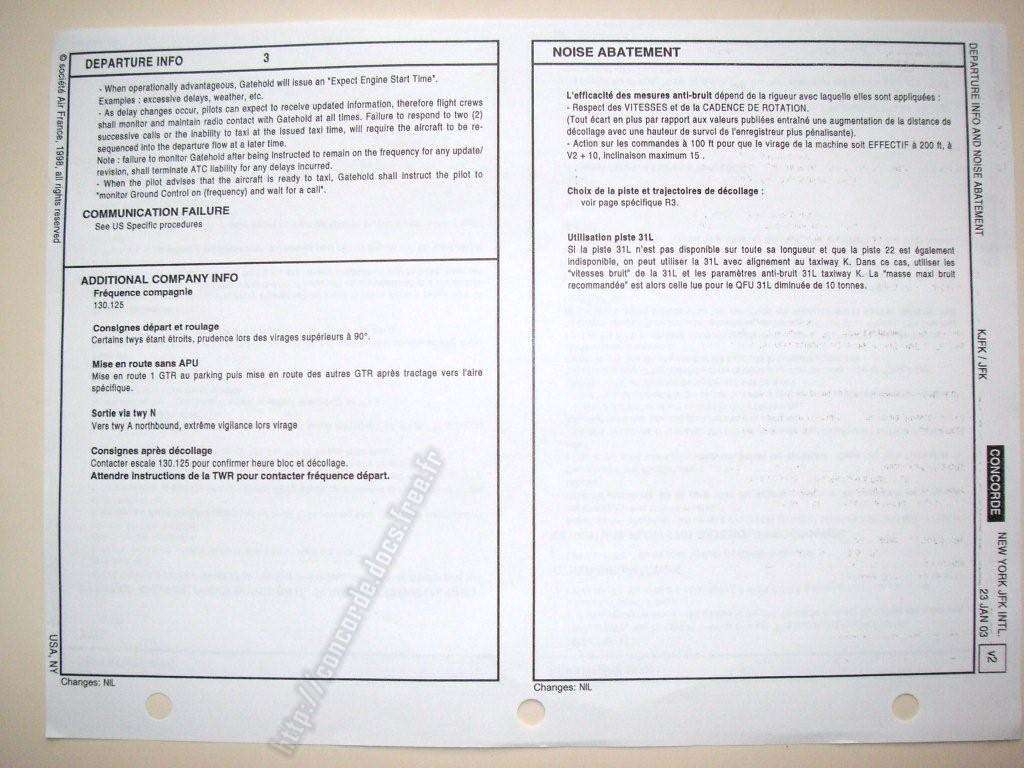 DEPARTURE INFO 3
- When operationally advantageous, Gatehold will issue an "Expect Engine Start Time".
Examples : excessive delays, weather, etc.
- As delay changes occur, pilots can expect to receive updated information, therefore flight crews
shall monitor and maintain radio contact with Gatehold at all times. Failure to respond to two (2)
successive calls or the inability to taxi at the issued taxi time, will require the aircraft to be re-
sequenced into the departure flow at a later time.
Note : failure to monitor Gatehold after being instructed to remain on the frequency for any update/
revision, shall terminate ATC liability for any delays incurred.
- When the pilot advises that the aircraft is ready to taxi, Gatehold shall instruct the pilot to
"monitor Ground Control on (frequency) and wait for a call".
COMMUNICATION FAILURE
See US Specific procedures
ADDITIONAL COMPANY INFO
Fréquence compagnie
130.125
Consignes départ et roulage
Certains twys étant étroits, prudence lors des virages supérieurs à 90°.
Mise en route sans APU
Mise en route 1 GTR au parking puis mise en route des autres GTR après tractage vers l'aire
spécifique.
Sortie via twy N
Vers twy A northbound, extrême vigilance lors virage
Consignes après décollage
Contacter escale 130.125 pour confirmer heure bloc et décollage.
Attendre instructions de la TWR pour contacter fréquence départ.
Changes: NIL
© société Air France, 1998, all rights reserved
USA, NY
NOISE ABATEMENT
L'efficacité des mesures anti-bruit dépend de la rigueur avec laquelle elles sont appliquées :
- Respect des VITESSES et de la CADENCE DE ROTATION.
(Tout écart en plus par rapport aux valeurs publiées entraîne une augmentation de la distance de
décollage avec une hauteur de survol de l'enregistreur plus pénalisante).
- Action sur les commandes à 100 ft pour que le virage de la machine soit EFFECTIF à 200 ft, à
V2 + 10, inclinaison maximum 15 .
Choix de la piste et trajectoires de décollage :
voir page spécifique R3.
Utilisation piste 31L
Si la piste 31L n'est pas disponible sur toute sa longueur et que la piste 22 est également
indisponible, on peut utiliser la 31L avec alignement au taxiway K. Dans ce cas, utiliser les
"vitesses bruit" de la 31L et les paramètres anti-bruit 31L taxiway K. La "masse maxi bruit
recommandée" est alors celle lue pour le QFU 31L diminuée de 10 tonnes.
Changes: NIL
DEPARTURE INFO AND NOISE ABATEMENT
KJFK / JFK
CONCORDE
NEW YORK JFK INTL.
23 JAN 03
v2
http://concorde.docs.free.fr